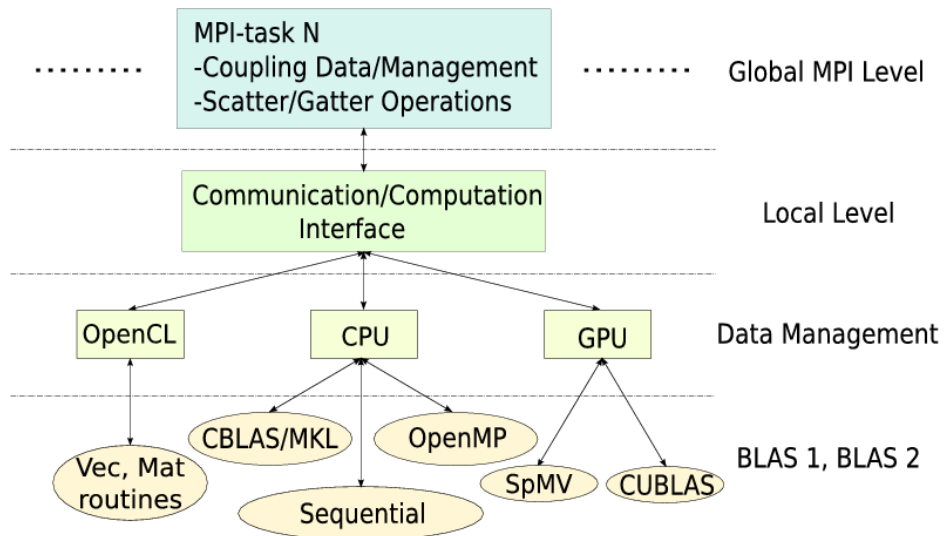 MPI-task N
-Coupling Data/Management
-Scatter/Gatter Operations
Global MPI Level
Communication/Computation
Interface
Local Level
OpenCL
CPU
GPU
Data Management
CBLAS/MKL
OpenMP
BLAS 1, BLAS 2
Vec, Mat
routines
Sequential
SpMV
CUBLAS